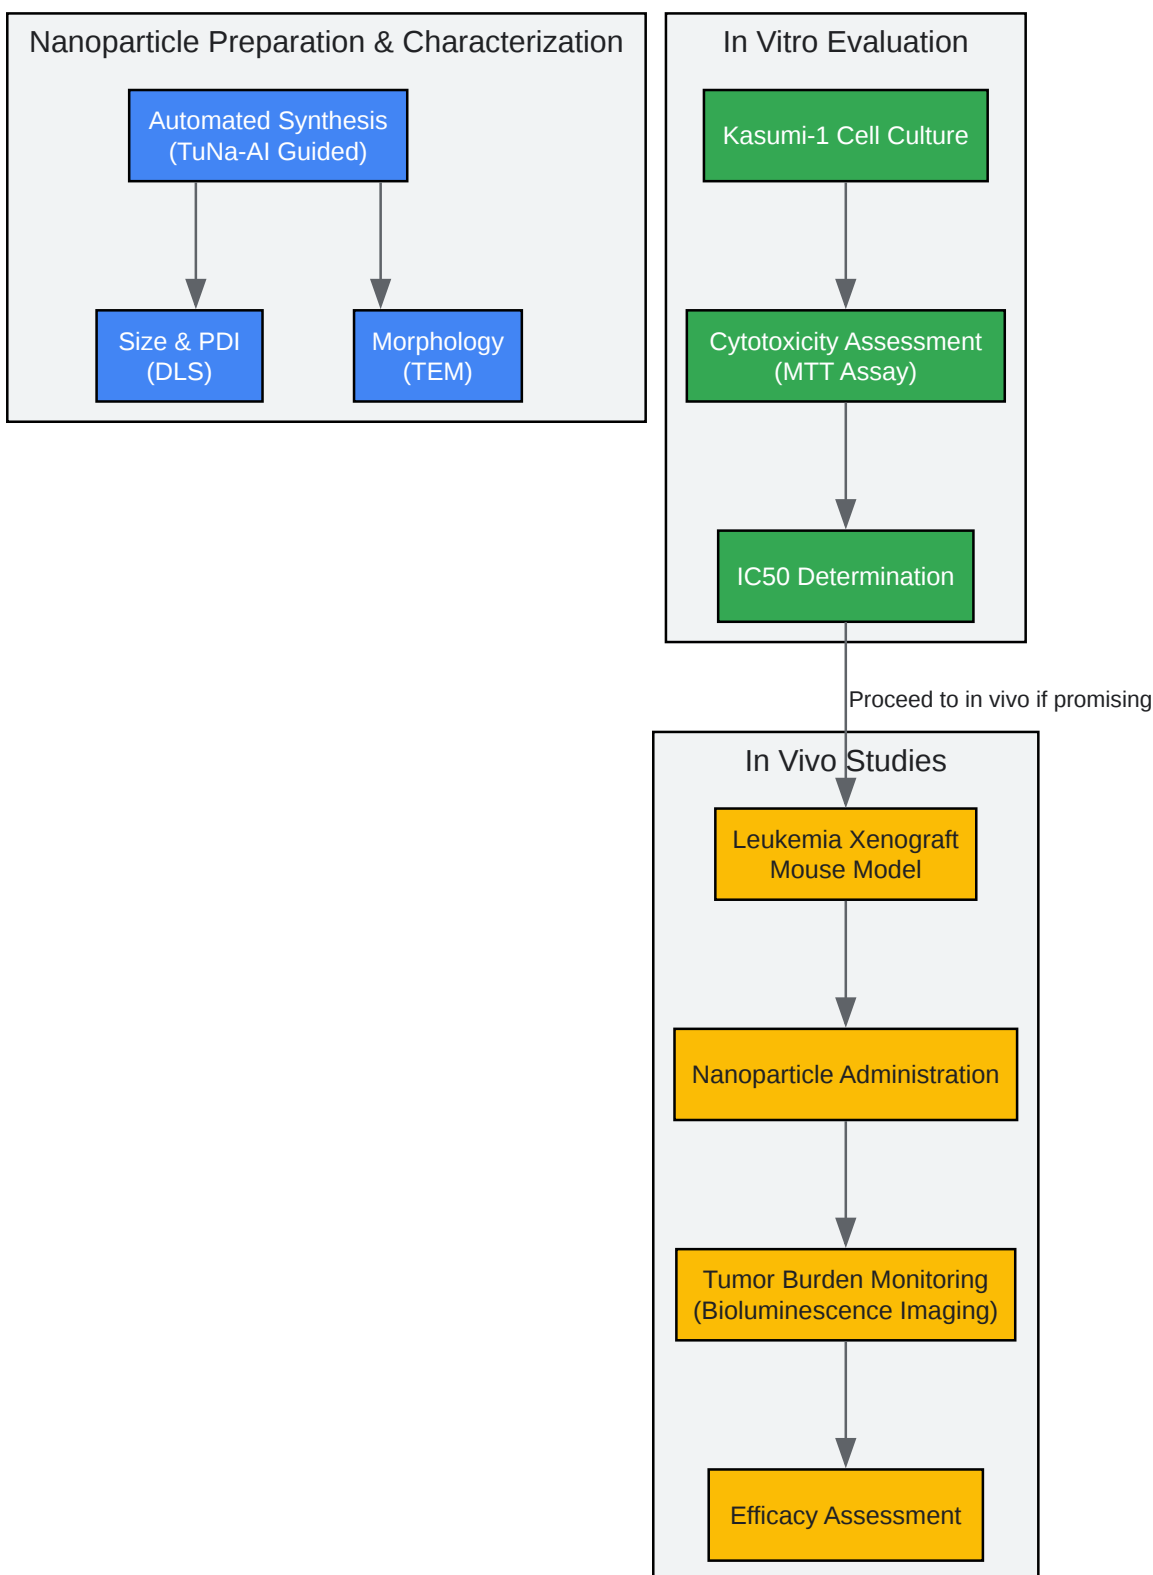 Nanoparticle Preparation & Characterization
Automated Synthesis
(TuNa-AI Guided)
Size & PDI
(DLS)
Morphology
(TEM)
In Vitro Evaluation
Kasumi-1 Cell Culture
Cytotoxicity Assessment
(MTT Assay)
IC50 Determination
Proceed to in vivo if promising
In Vivo Studies
Leukemia Xenograft
Mouse Model
Nanoparticle Administration
Tumor Burden Monitoring
(Bioluminescence Imaging)
Efficacy Assessment